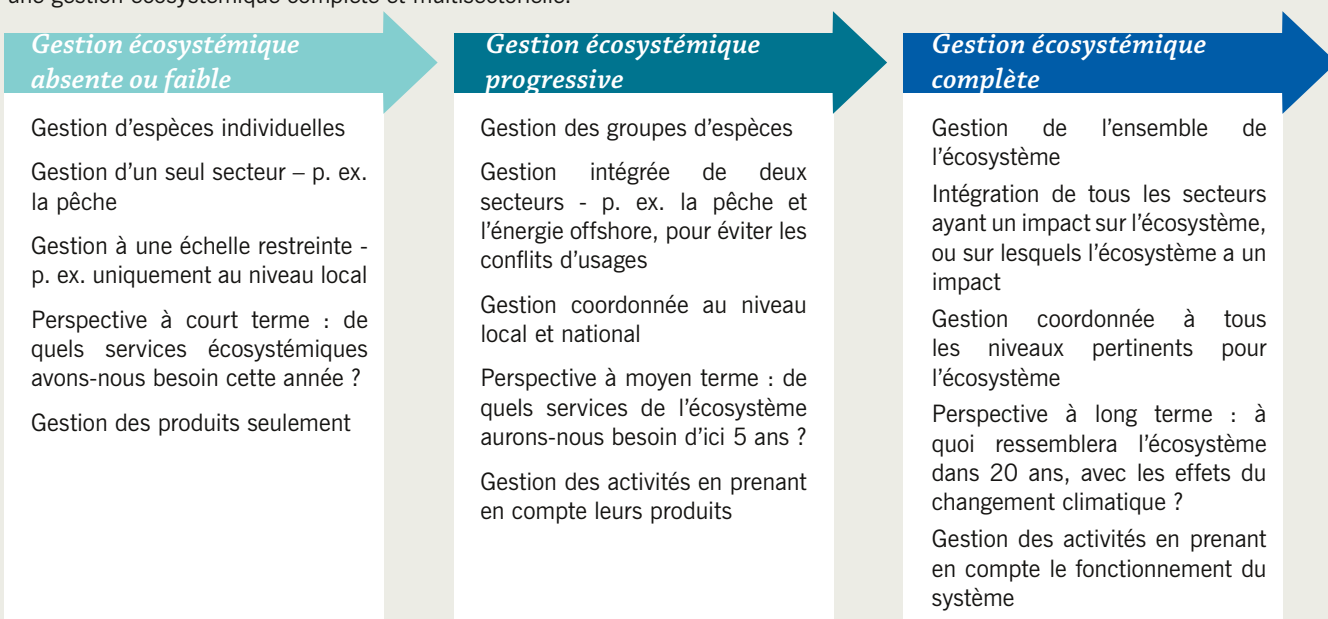 une gestion écosystémique complète et multisectorielle.
Gestion écosystémique
absente ou faible
Gestion d'espèces individuelles
Gestion d'un seul secteur – p. ex.
la pêche
Gestion à une échelle restreinte -
p. ex. uniquement au niveau local
Perspective à court terme : de
quels services écosystémiques
avons-nous besoin cette année ?
Gestion des produits seulement
Gestion écosystémique
progressive
Gestion des groupes d'espèces
Gestion intégrée de deux
secteurs - p. ex. la pêche et
l'énergie offshore, pour éviter les
conflits d'usages
Gestion coordonnée au niveau
local et national
Perspective à moyen terme : de
quels services de l'écosystème
aurons-nous besoin d'ici 5 ans ?
Gestion des activités en prenant
en compte leurs produits
Gestion écosystémique
complète
Gestion de l'ensemble de
l'écosystème
Intégration de tous les secteurs
ayant un impact sur l'écosystème,
ou sur lesquels l'écosystème a un
impact
Gestion coordonnée à tous
les niveaux pertinents pour
l'écosystème
Perspective à long terme : à
quoi ressemblera l'écosystème
dans 20 ans, avec les effets du
changement climatique ?
Gestion des activités en prenant
en compte le fonctionnement du
système